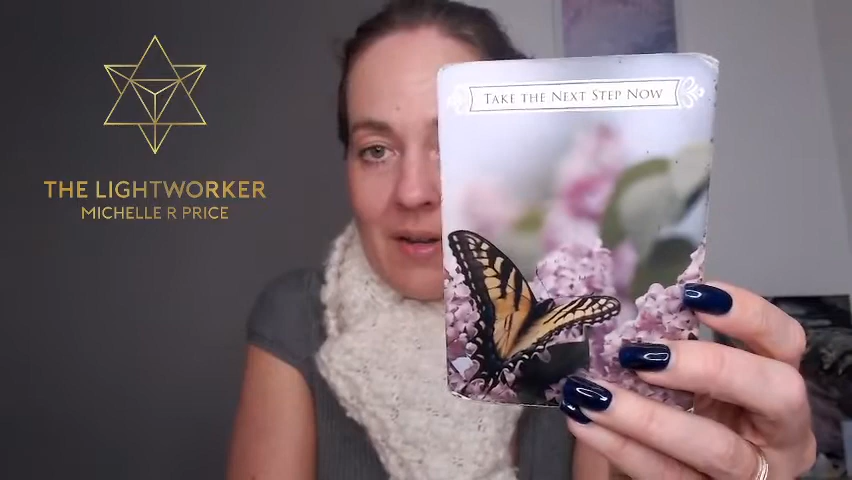 THE LIGHTWORKER
MICHELLE R PRICE
TAKE THE NEXT STEP NOW